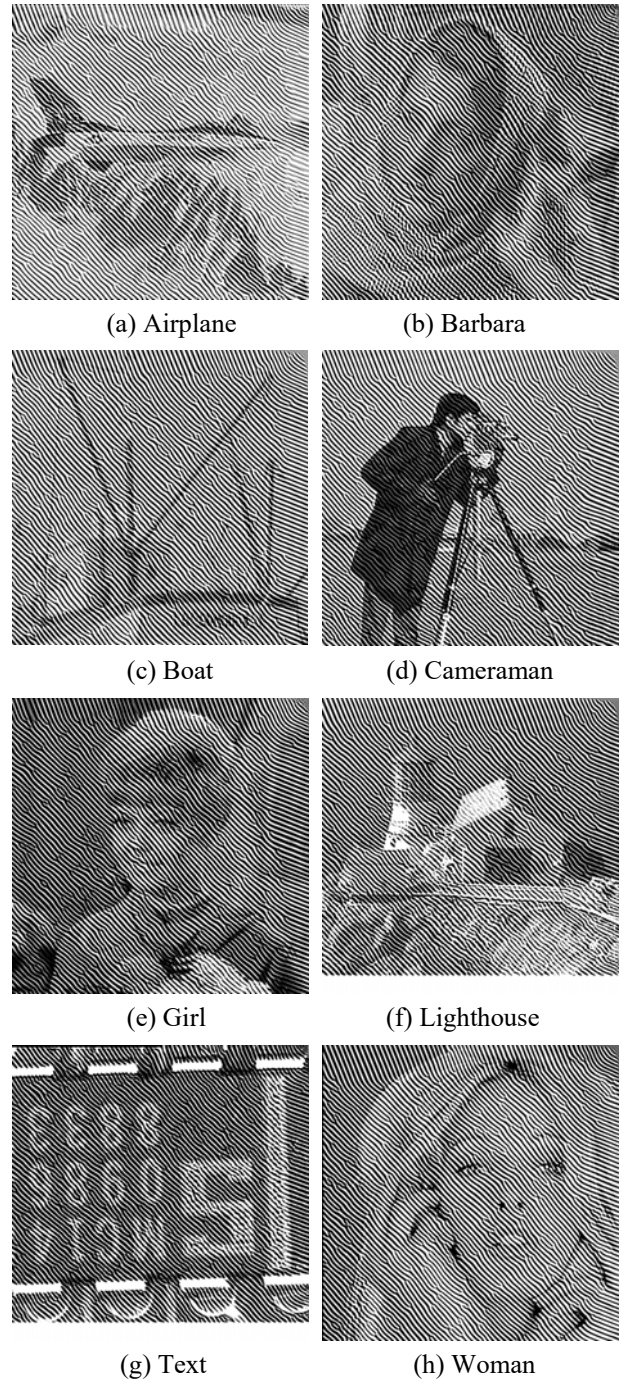 (a) Airplane
(b) Barbara
(c) Boat
(d) Cameraman
(e) Girl
(f) Lighthouse
(g) Text
(h) Woman